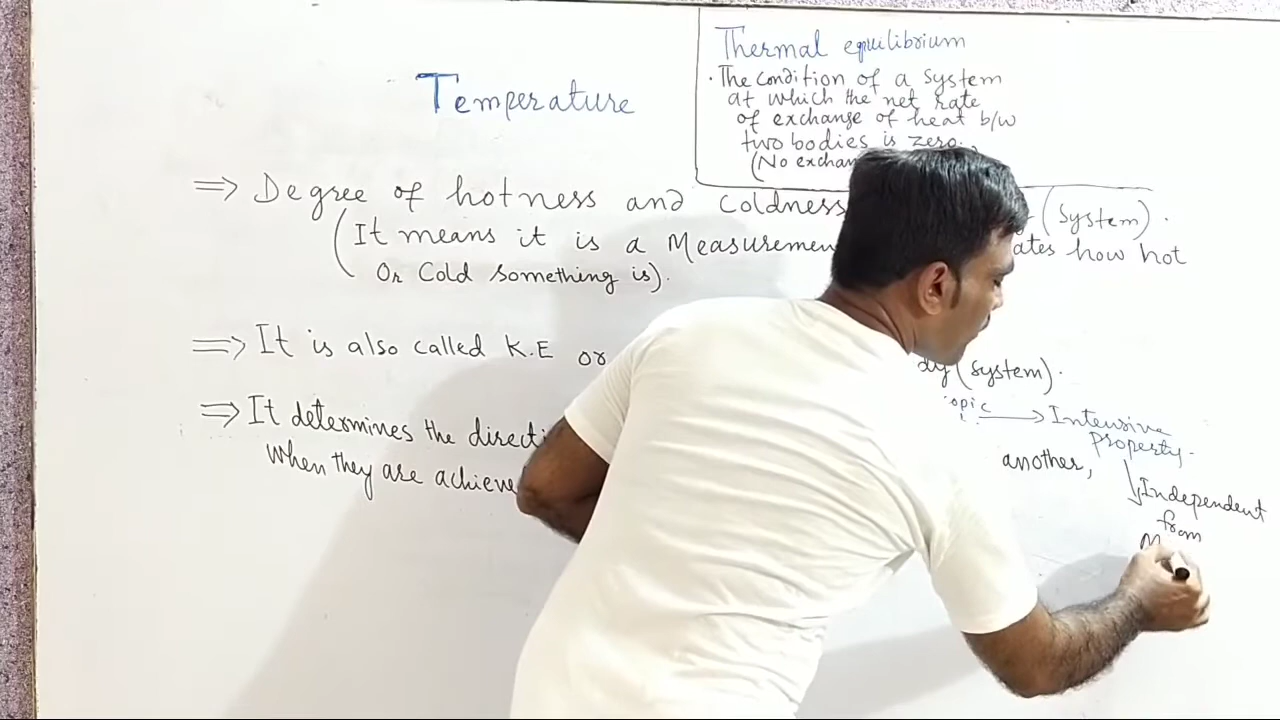 Thermal equilibrium
. The condition of a system
at which the net rate
of exchange of heat b/w
two bodies is zero.
(No exchan
Temperature
=> Degree of hotness and coldness (System).
(It means it is a Measuremen ates how hot
Or Cold something is).
=> It is also called K.E or dy (system).
opic -> Intensive
property.
=> It determines the directi another,
when they are achieve
Independent
from
M